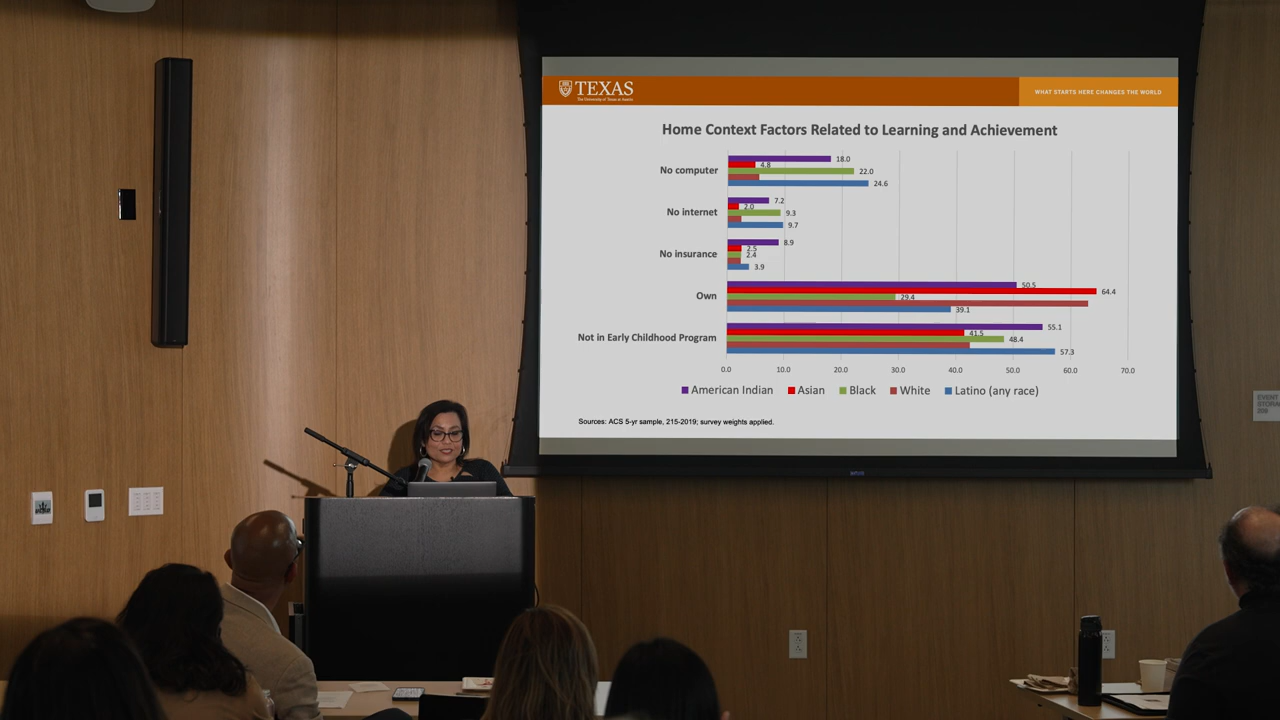 TEXAS
The University of Texas at Austin
WHAT STARTS HERE CHANGES THE WORLD
Home Context Factors Related to Learning and Achievement
No computer
18.0
4.8
22.0
24.6
No internet
7.2
2.0
9.3
9.7
No insurance
8.9
2.5
2.4
3.9
Own
50.5
64.4
29.4
39.1
Not in Early Childhood Program
55.1
41.5
48.4
57.3
0.0 10.0 20.0 30.0 40.0 50.0 60.0 70.0
American Indian Asian Black White Latino (any race)
Sources: ACS 5-yr sample, 215-2019; survey weights applied.
EVENT